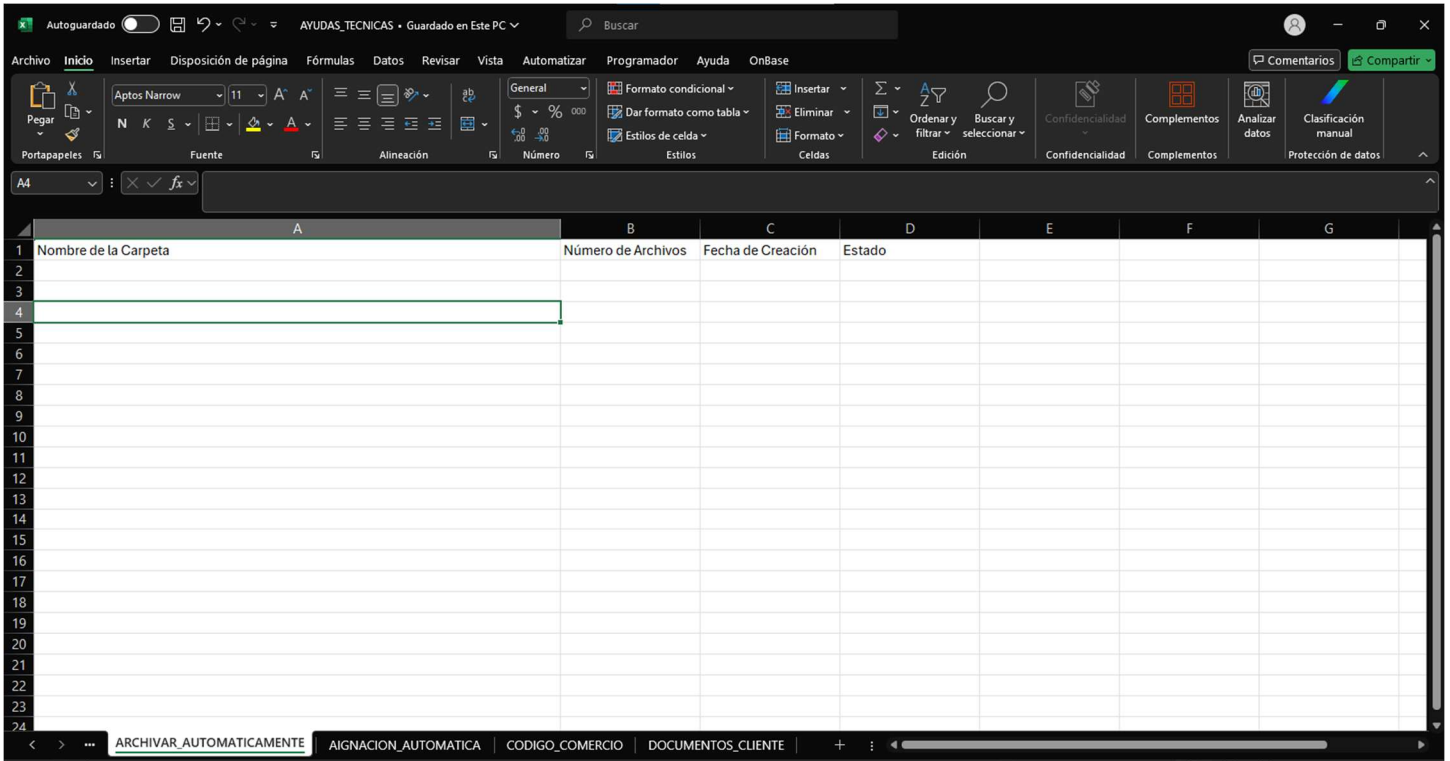 Autoguardado AYUDAS_TECNICAS • Guardado en Este PC Buscar
Archivo Inicio Insertar Disposición de página Fórmulas Datos Revisar Vista Automatizar Programador Ayuda OnBase Comentarios Compartir
Pegar
Portapapeles
Aptos Narrow 11 A A
N K S A
Fuente
ab
Alineación
General
$ % 000
Número
Formato condicional
Dar formato como tabla
Estilos de celda
Estilos
Insertar
Eliminar
Formato
Celdas
Ordenar y filtrar
Buscar y seleccionar
Edición
Confidencialidad
Confidencialidad
Complementos
Complementos
Analizar datos
Clasificación manual
Protección de datos
A4 fx
A B C D E F G
1 Nombre de la Carpeta Número de Archivos Fecha de Creación Estado
2
3
4
5
6
7
8
9
10
11
12
13
14
15
16
17
18
19
20
21
22
23
24
ARCHIVAR_AUTOMATICAMENTE AIGNACION_AUTOMATICA CODIGO_COMERCIO DOCUMENTOS_CLIENTE